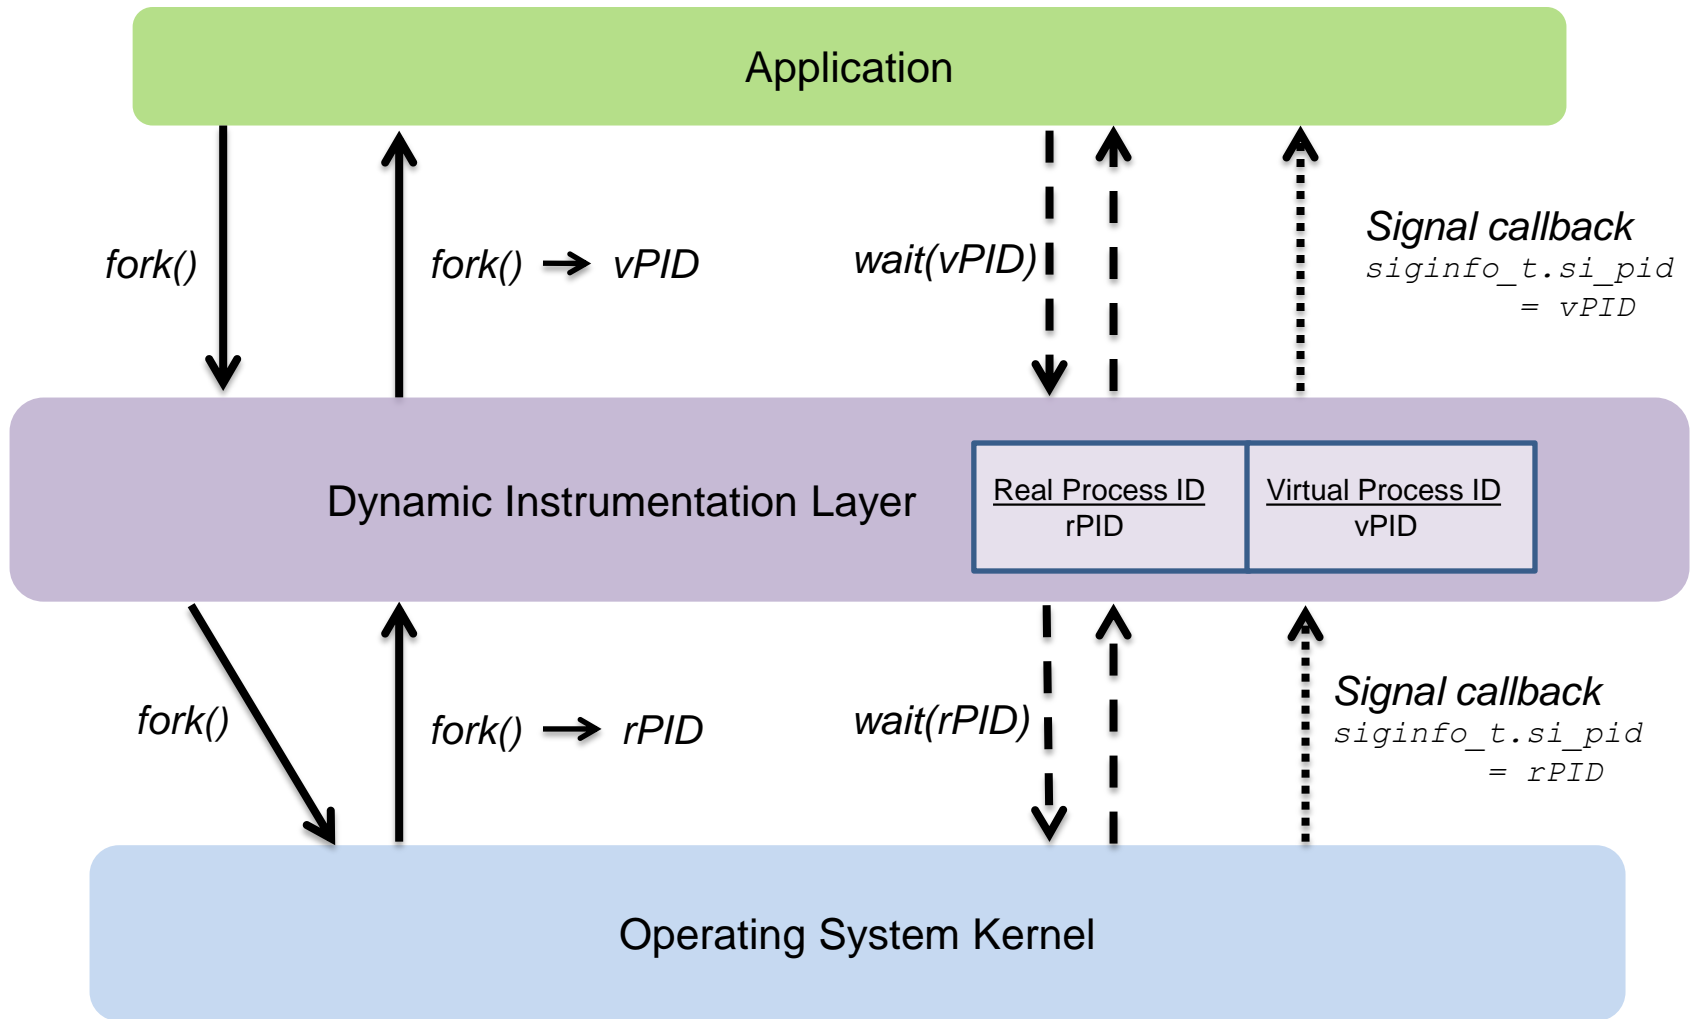 Application
fork()
fork() → vPID
wait(vPID)
Signal callback
siginfo_t.si_pid
= vPID
Dynamic Instrumentation Layer
Real Process ID
rPID
Virtual Process ID
vPID
fork()
fork() → rPID
wait(rPID)
Signal callback
siginfo_t.si_pid
= rPID
Operating System Kernel